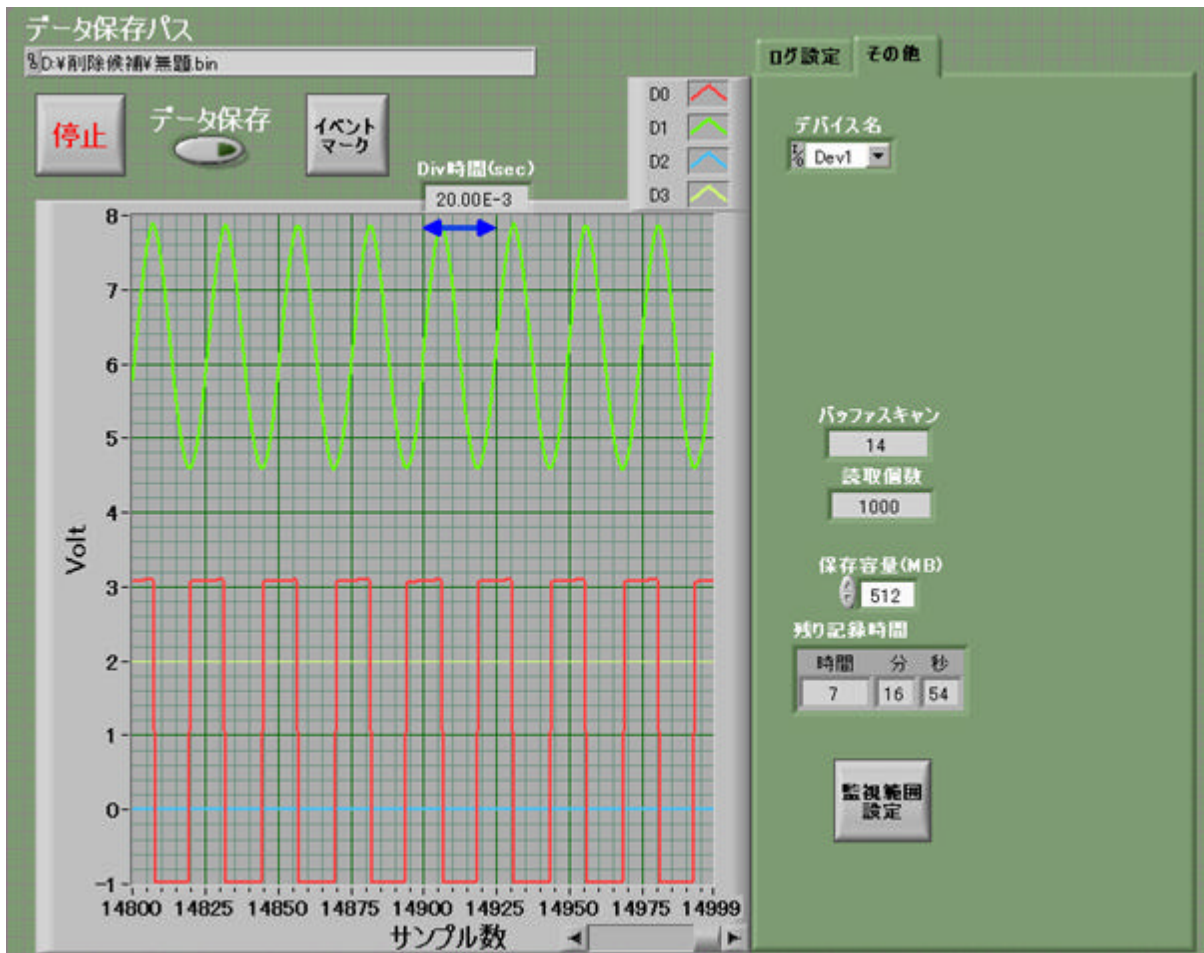 データ保存パス
D:¥削除候補¥無題.bin
停止
データ保存
イベント
マーク
Div時間(sec)
20.00E-3
D0
D1
D2
D3
ログ設定
その他
デバイス名
Dev1
バッファスキャン
14
読取個数
1000
保存容量(MB)
512
残り記録時間
時間 分 秒
7 16 54
監視範囲
設定
Volt
8
7
6
5
4
3
2
1
0
-1
14800 14825 14850 14875 14900 14925 14950 14975 14999
サンプル数